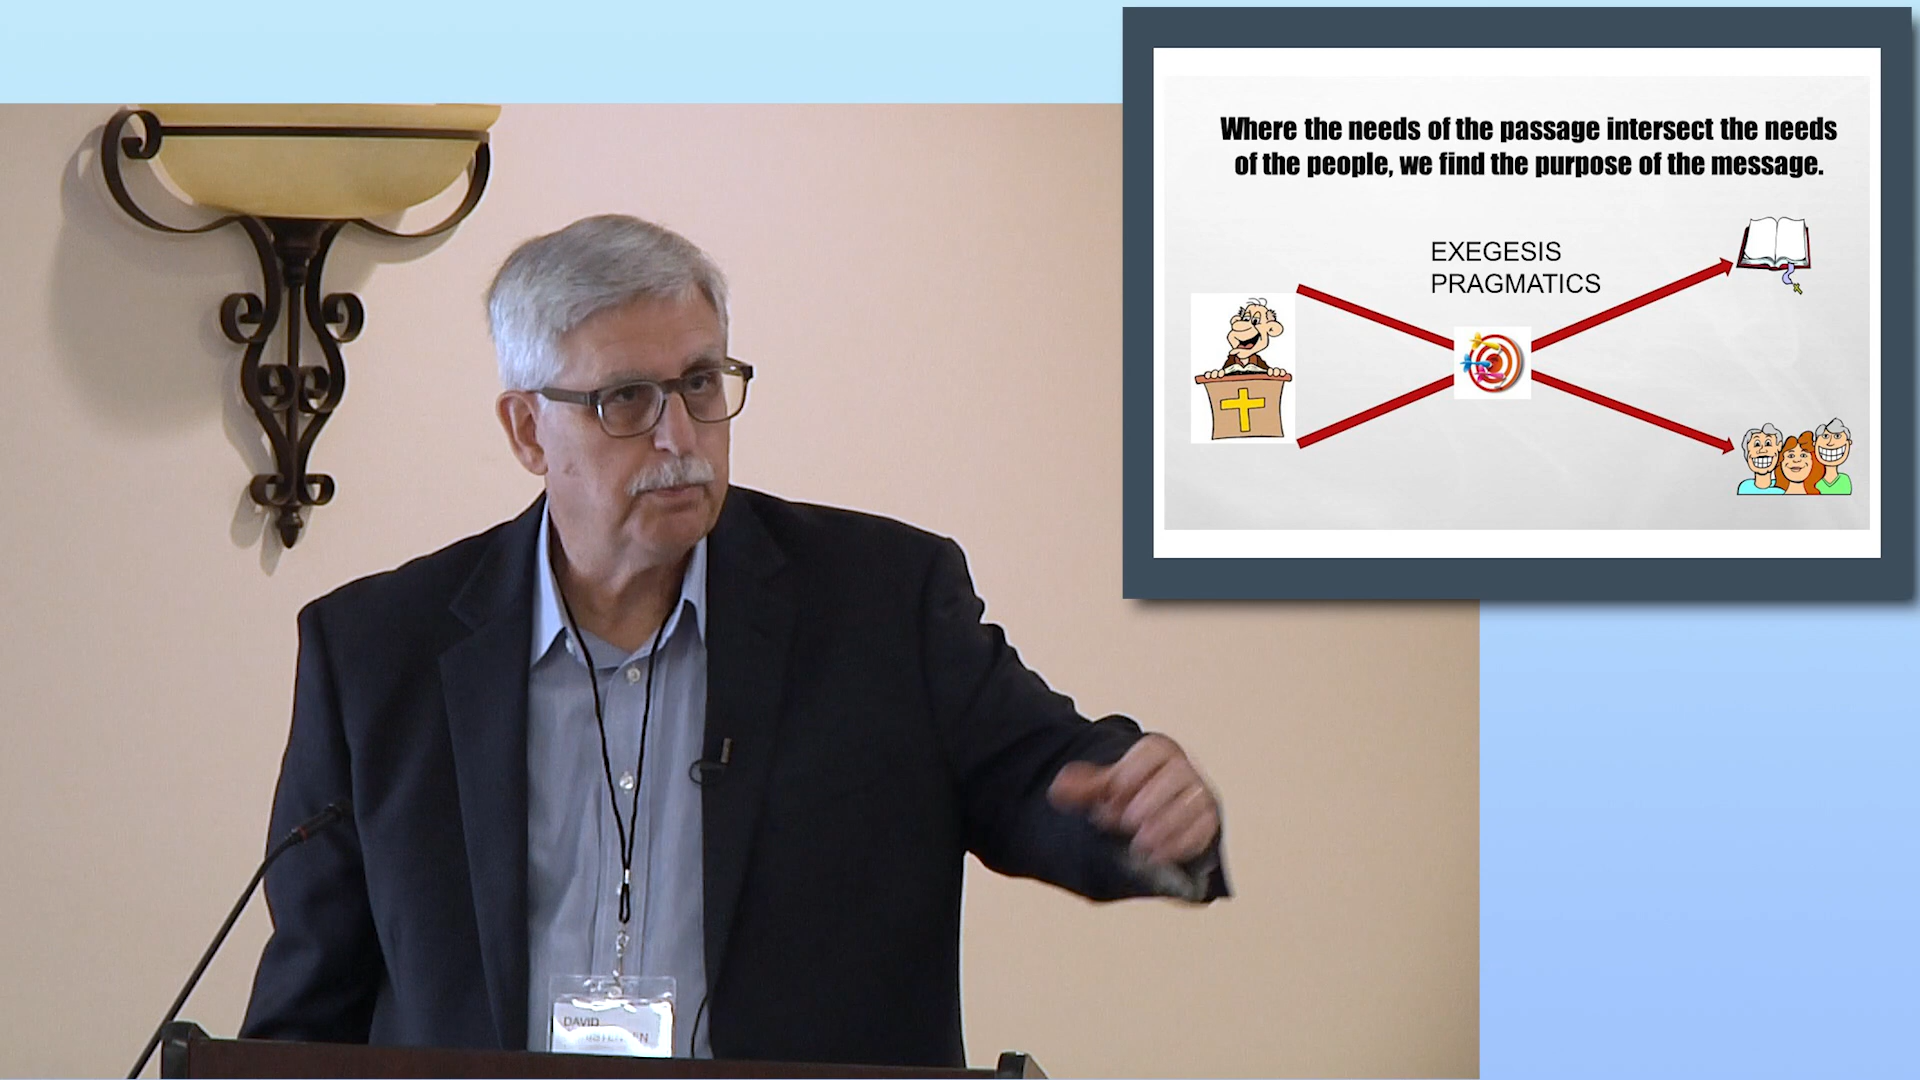 Where the needs of the passage intersect the needs
of the people, we find the purpose of the message.
EXEGESIS
PRAGMATICS
DAVID